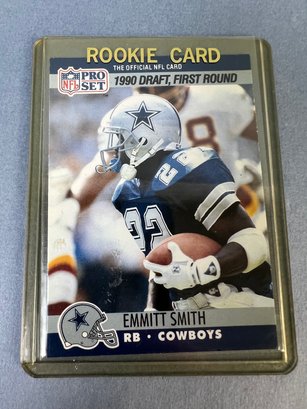 ROOKIE CARD
THE OFFICIAL NFL CARD
NFL PRO SET
1990 DRAFT, FIRST ROUND
22
EMMITT SMITH
RB · COWBOYS